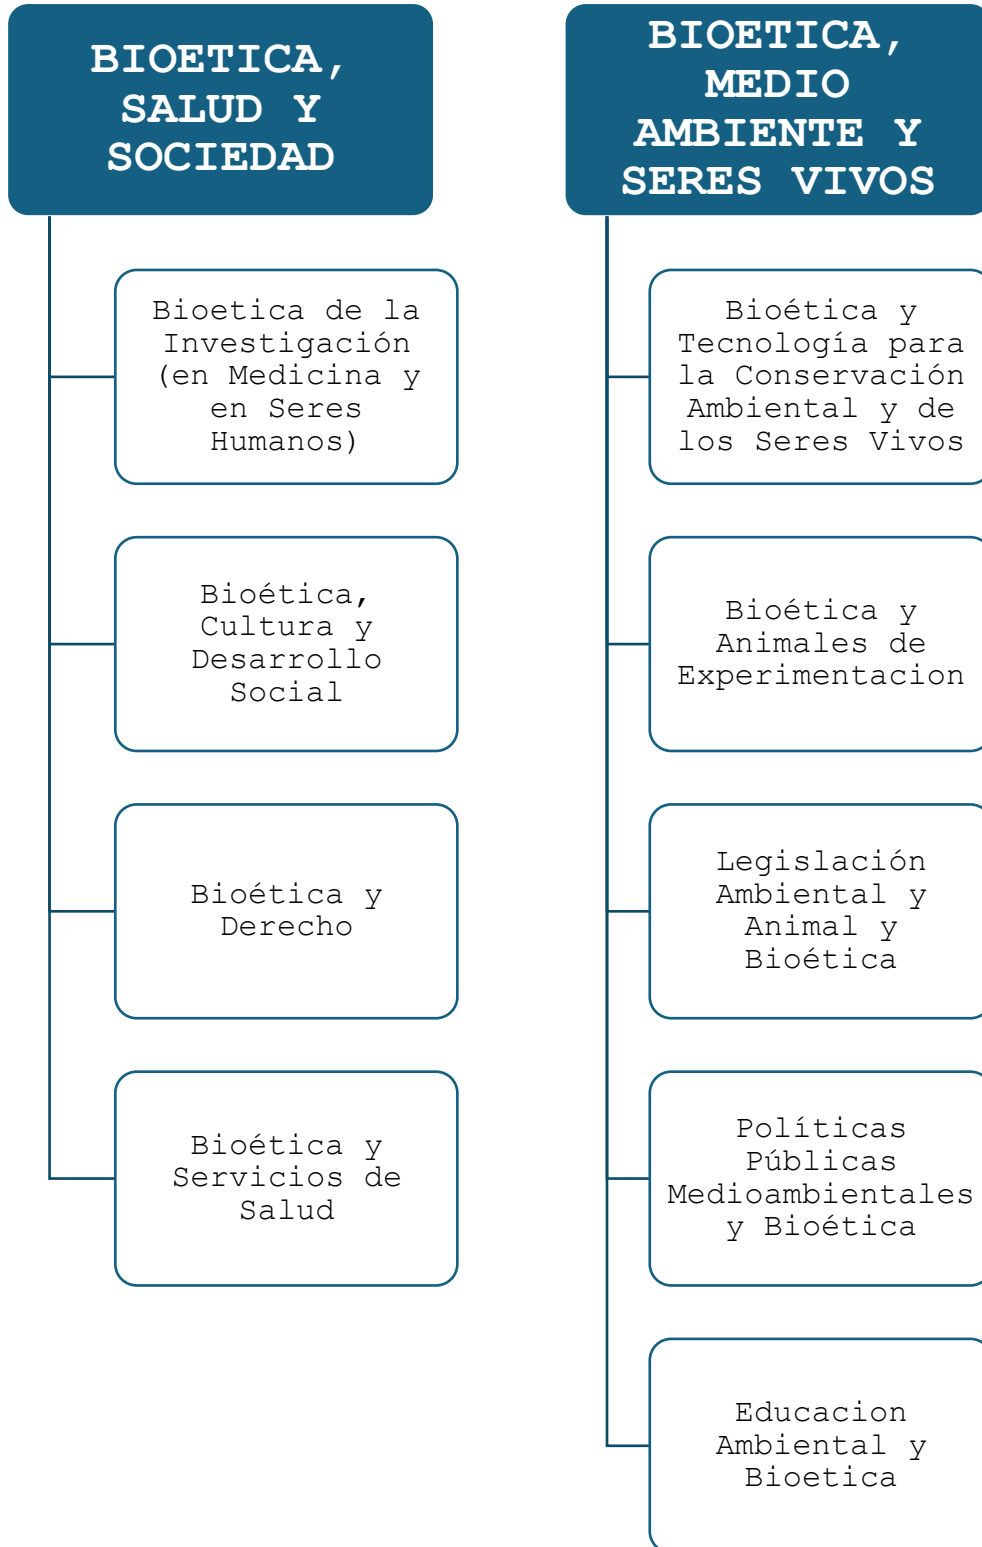 BIOETICA,
SALUD Y
SOCIEDAD
Bioetica de la
Investigación
(en Medicina y
en Seres
Humanos)
Bioética,
Cultura y
Desarrollo
Social
Bioética y
Derecho
Bioética y
Servicios de
Salud
BIOETICA,
MEDIO
AMBIENTE Y
SERES VIVOS
Bioética y
Tecnología para
la Conservación
Ambiental y de
los Seres Vivos
Bioética y
Animales de
Experimentacion
Legislación
Ambiental y
Animal y
Bioética
Políticas
Públicas
Medioambientales
y Bioética
Educacion
Ambiental y
Bioetica